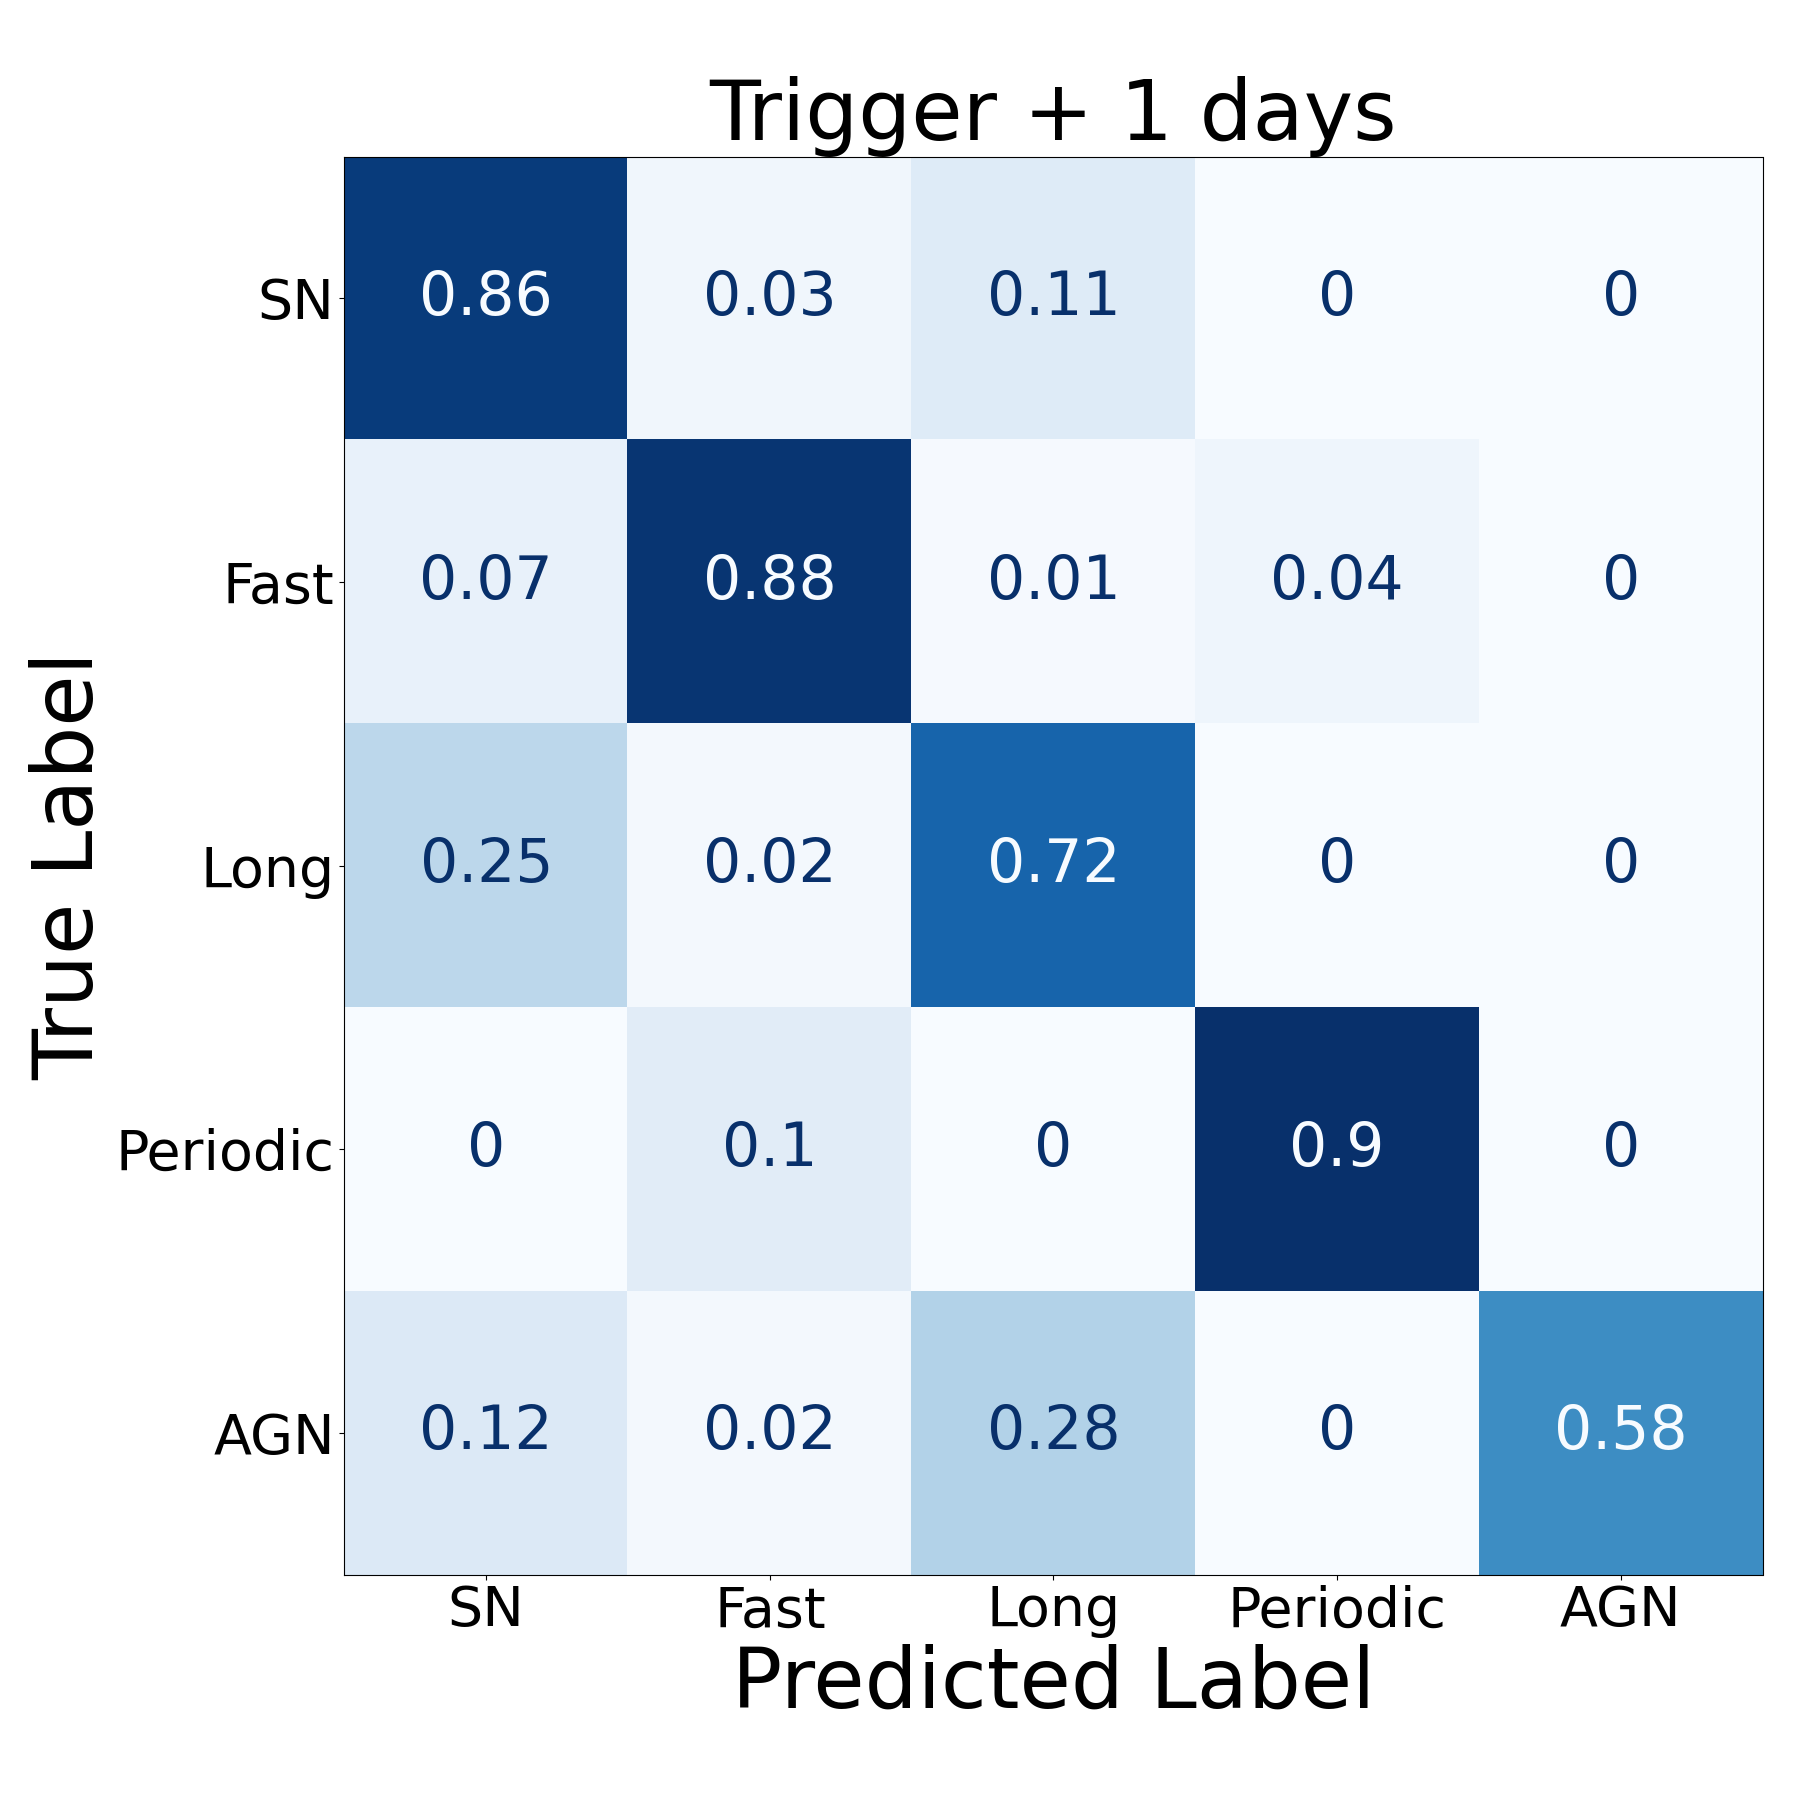 Trigger + 1 days
True Label
SN 0.86 0.03 0.11 0 0
Fast 0.07 0.88 0.01 0.04 0
Long 0.25 0.02 0.72 0 0
Periodic 0 0.1 0 0.9 0
AGN 0.12 0.02 0.28 0 0.58
SN Fast Long Periodic AGN
Predicted Label